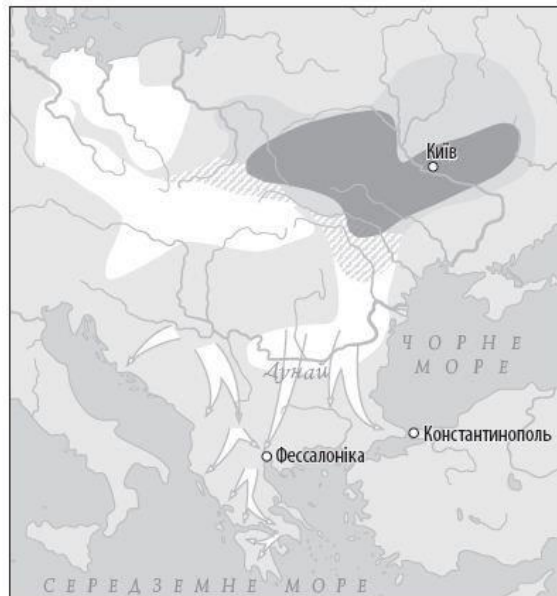 Київ
ЧОРНЕ
МОРЕ
Дунай
Константинополь
Фессалоніка
СЕРЕДЗЕМНЕ МОРЕ